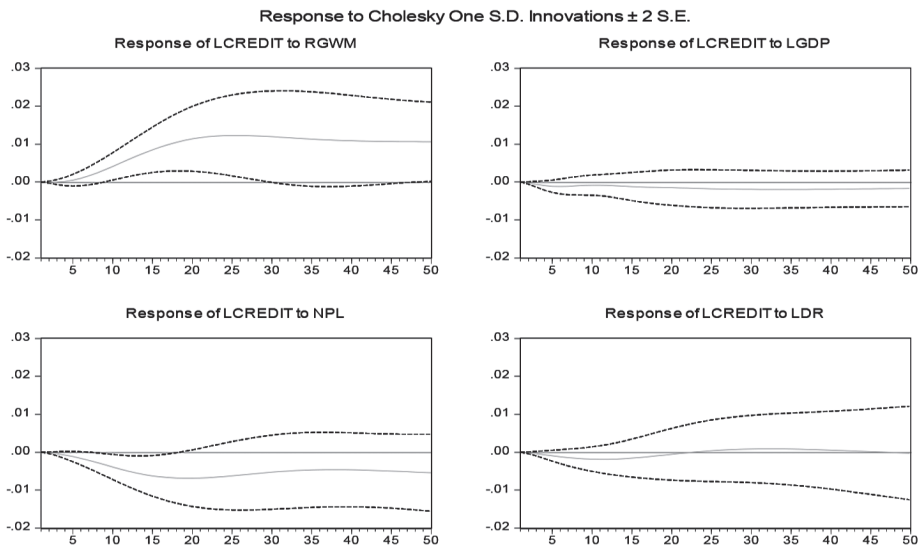 Response to Cholesky One S.D. Innovations ± 2 S.E.
Response of LCREDIT to RGWM
.03
.02
.01
.00
-.01
-.02
5 10 15 20 25 30 35 40 45 50
Response of LCREDIT to LGDP
.03
.02
.01
.00
-.01
-.02
5 10 15 20 25 30 35 40 45 50
Response of LCREDIT to NPL
.03
.02
.01
.00
-.01
-.02
5 10 15 20 25 30 35 40 45 50
Response of LCREDIT to LDR
.03
.02
.01
.00
-.01
-.02
5 10 15 20 25 30 35 40 45 50